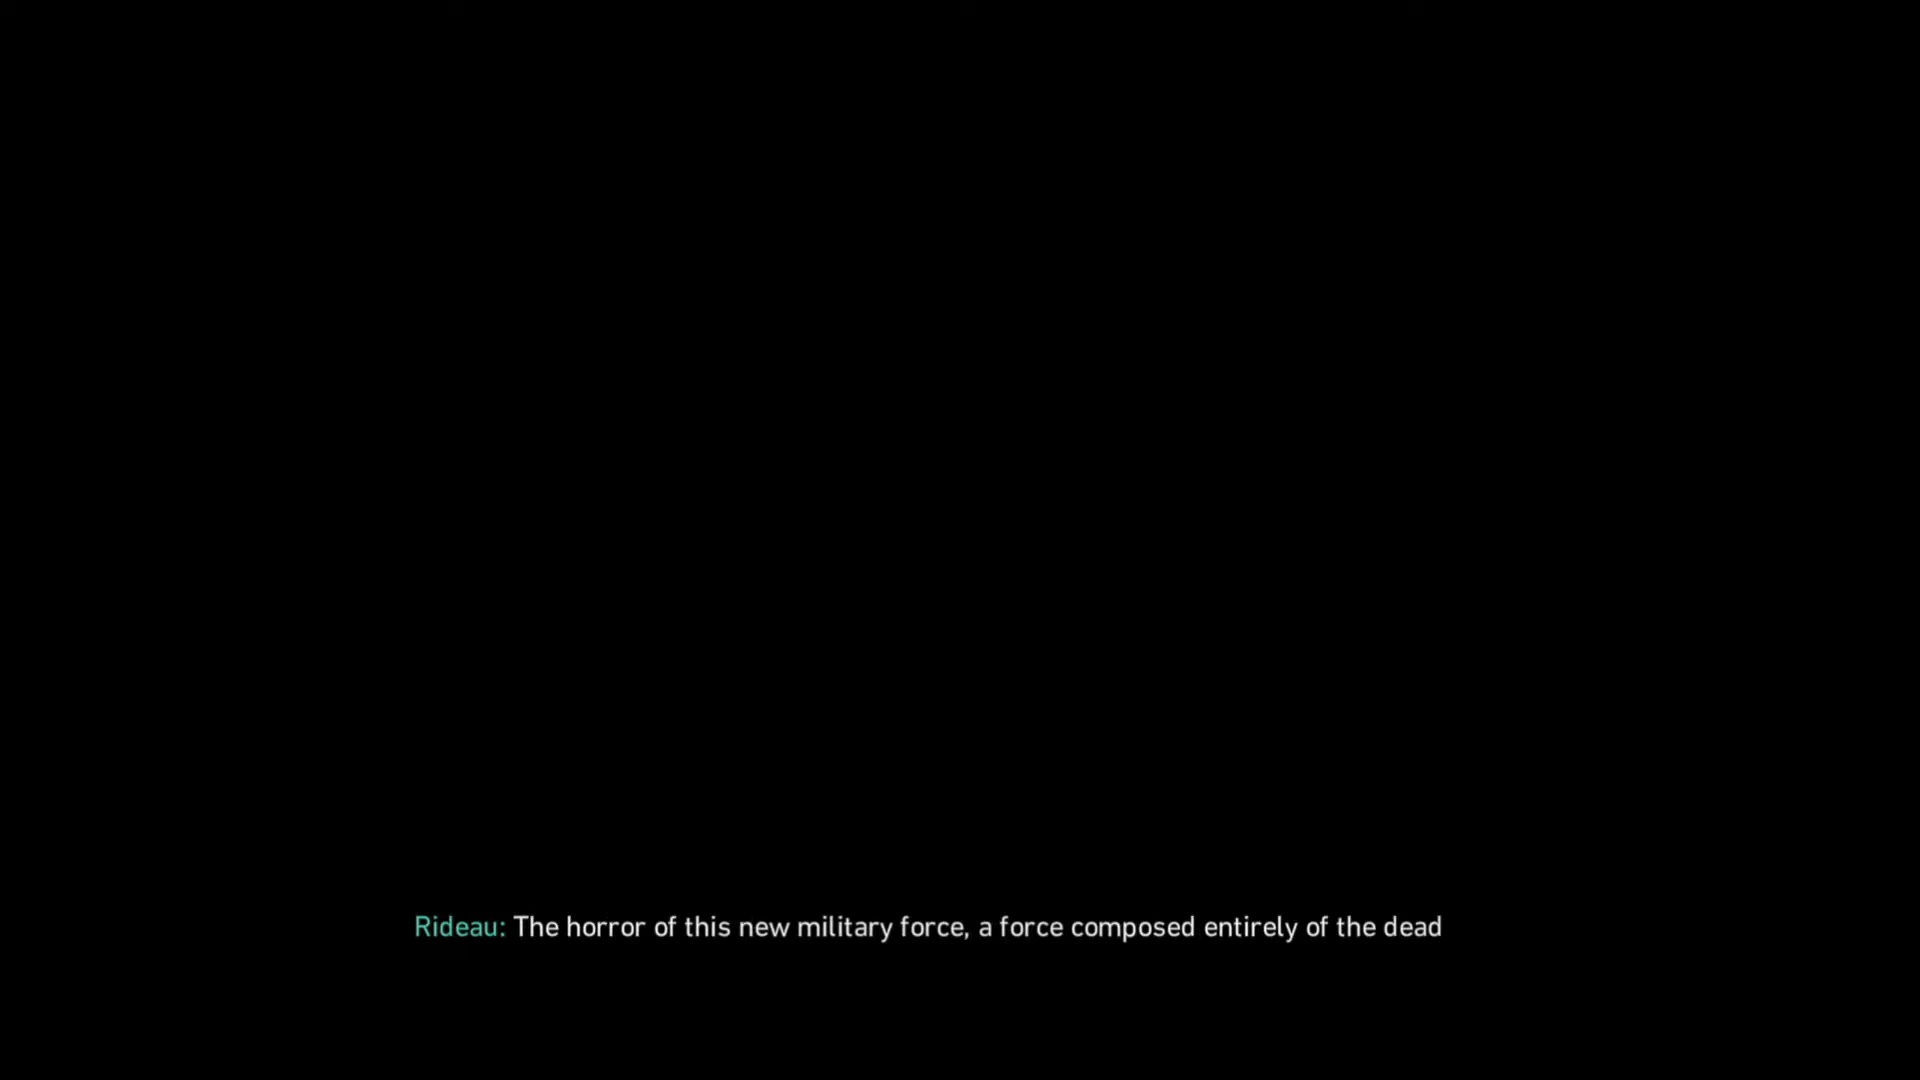 Rideau: The horror of this new military force, a force composed entirely of the dead